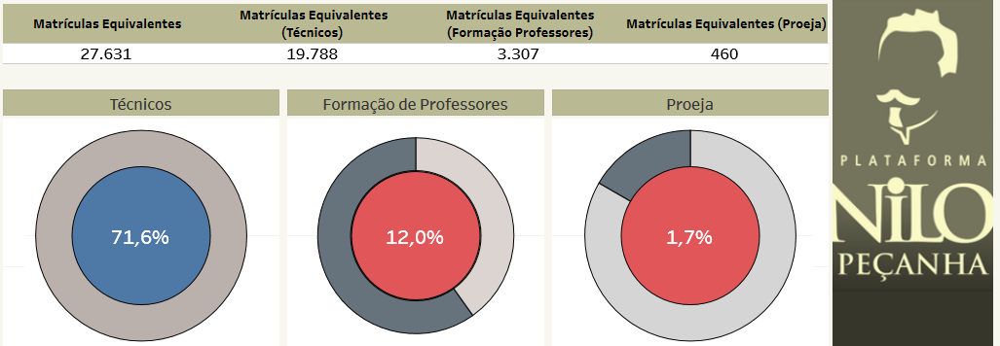 Matrículas Equivalentes
Matrículas Equivalentes
(Técnicos)
Matrículas Equivalentes
(Formação Professores)
Matrículas Equivalentes (Proeja)
27.631
19.788
3.307
460
Técnicos
Formação de Professores
Proeja
71,6%
12,0%
1,7%
PLATAFORMA
NILO
PEÇANHA